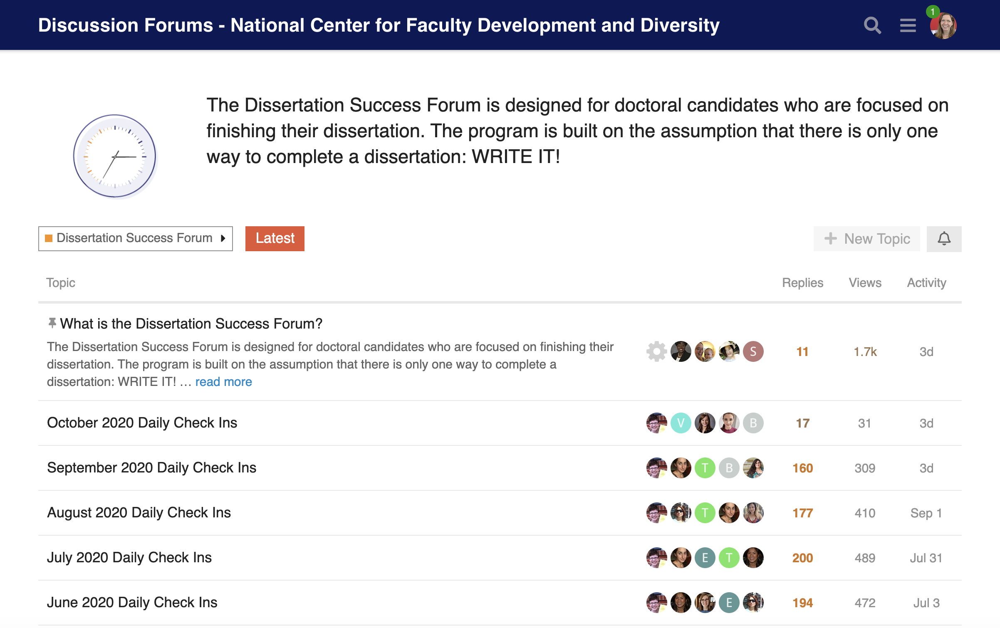 Discussion Forums - National Center for Faculty Development and Diversity
1
The Dissertation Success Forum is designed for doctoral candidates who are focused on
finishing their dissertation. The program is built on the assumption that there is only one
way to complete a dissertation: WRITE IT!
Dissertation Success Forum
Latest
New Topic
Topic Replies Views Activity
What is the Dissertation Success Forum?
The Dissertation Success Forum is designed for doctoral candidates who are focused on finishing their
dissertation. The program is built on the assumption that there is only one way to complete a
dissertation: WRITE IT! … read more
S 11 1.7k 3d
October 2020 Daily Check Ins V B 17 31 3d
September 2020 Daily Check Ins T B 160 309 3d
August 2020 Daily Check Ins T 177 410 Sep 1
July 2020 Daily Check Ins E T 200 489 Jul 31
June 2020 Daily Check Ins E 194 472 Jul 3